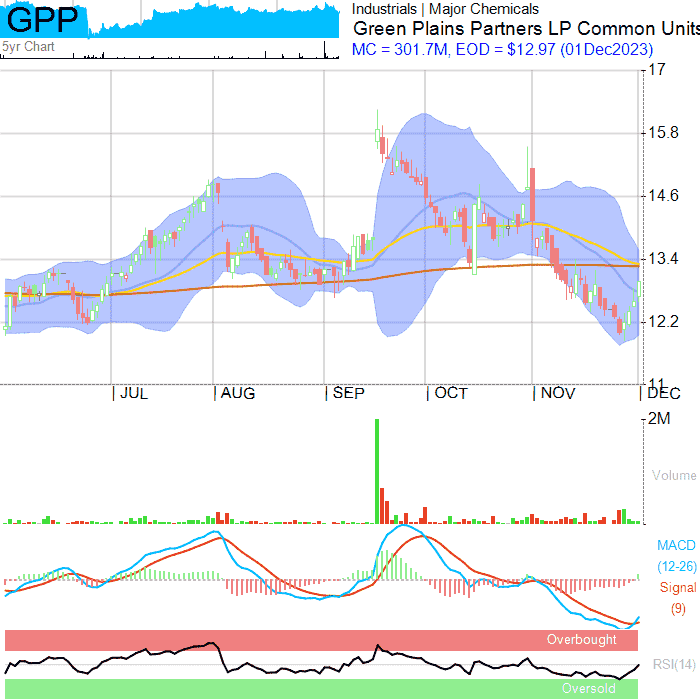 GPP
5yr Chart
Industrials | Major Chemicals
Green Plains Partners LP Common Units
MC = 301.7M, EOD = $12.97 (01Dec2023)
17
15.8
14.6
13.4
12.2
11
| JUL
| AUG
| SEP
| OCT
| NOV
| DEC
2M
Volume
MACD
(12-26)
Signal
(9)
Overbought
RSI(14)
Oversold